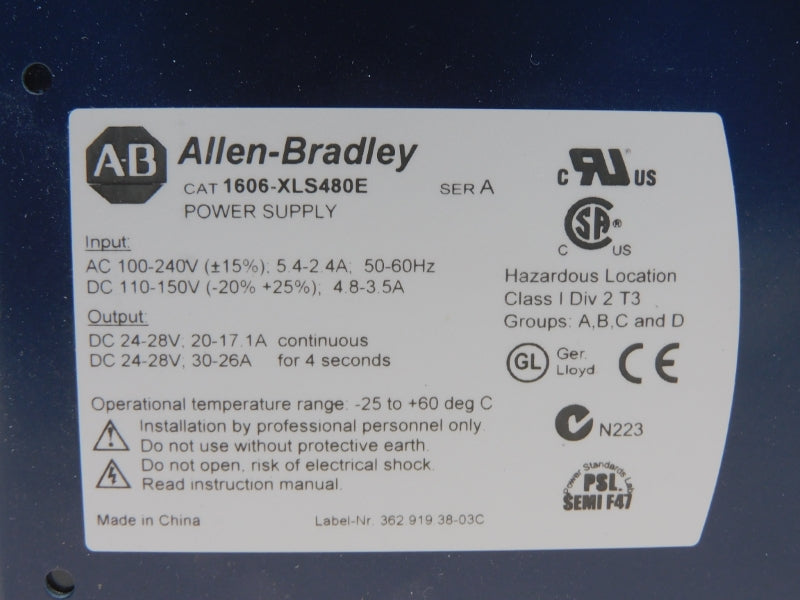 A-B Allen-Bradley
CAT 1606-XLS480E SER A
POWER SUPPLY
Input:
AC 100-240V (±15%); 5.4-2.4A; 50-60Hz
DC 110-150V (-20% +25%); 4.8-3.5A
Output:
DC 24-28V; 20-17.1A continuous
DC 24-28V; 30-26A for 4 seconds
Operational temperature range: -25 to +60 deg C
Installation by professional personnel only.
Do not use without protective earth.
Do not open, risk of electrical shock.
Read instruction manual.
Made in China Label-Nr. 362.919.38-03C
C RU US
SA ®
C US
Hazardous Location
Class I Div 2 T3
Groups: A,B,C and D
GL Ger.
Lloyd
CE
N223
Power Standards Lab
PSL.
SEMI F47